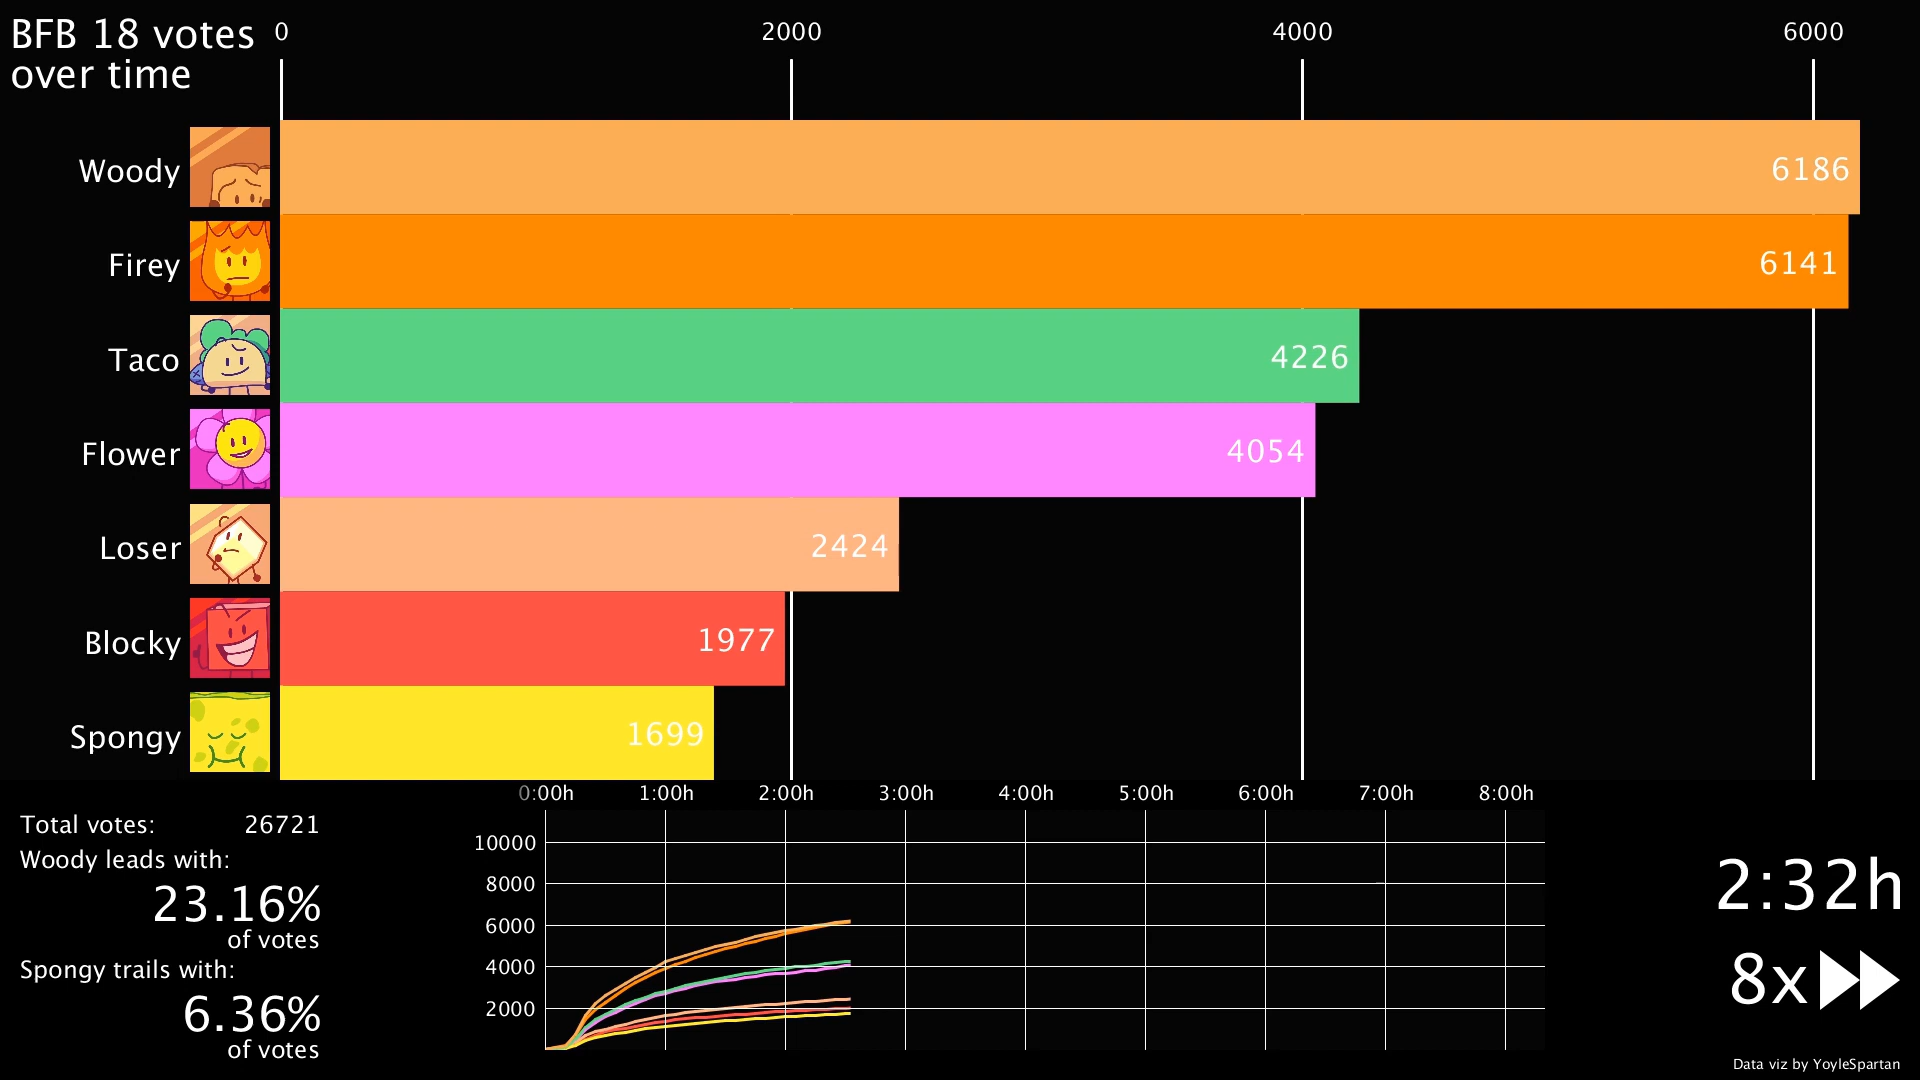 BFB 18 votes
over time
0 2000 4000 6000
Woody 6186
Firey 6141
Taco 4226
Flower 4054
Loser 2424
Blocky 1977
Spongy 1699
Total votes: 26721
Woody leads with:
23.16%
of votes
Spongy trails with:
6.36%
of votes
0:00h 1:00h 2:00h 3:00h 4:00h 5:00h 6:00h 7:00h 8:00h
10000
8000
6000
4000
2000
2:32h
8x
Data viz by YoyleSpartan